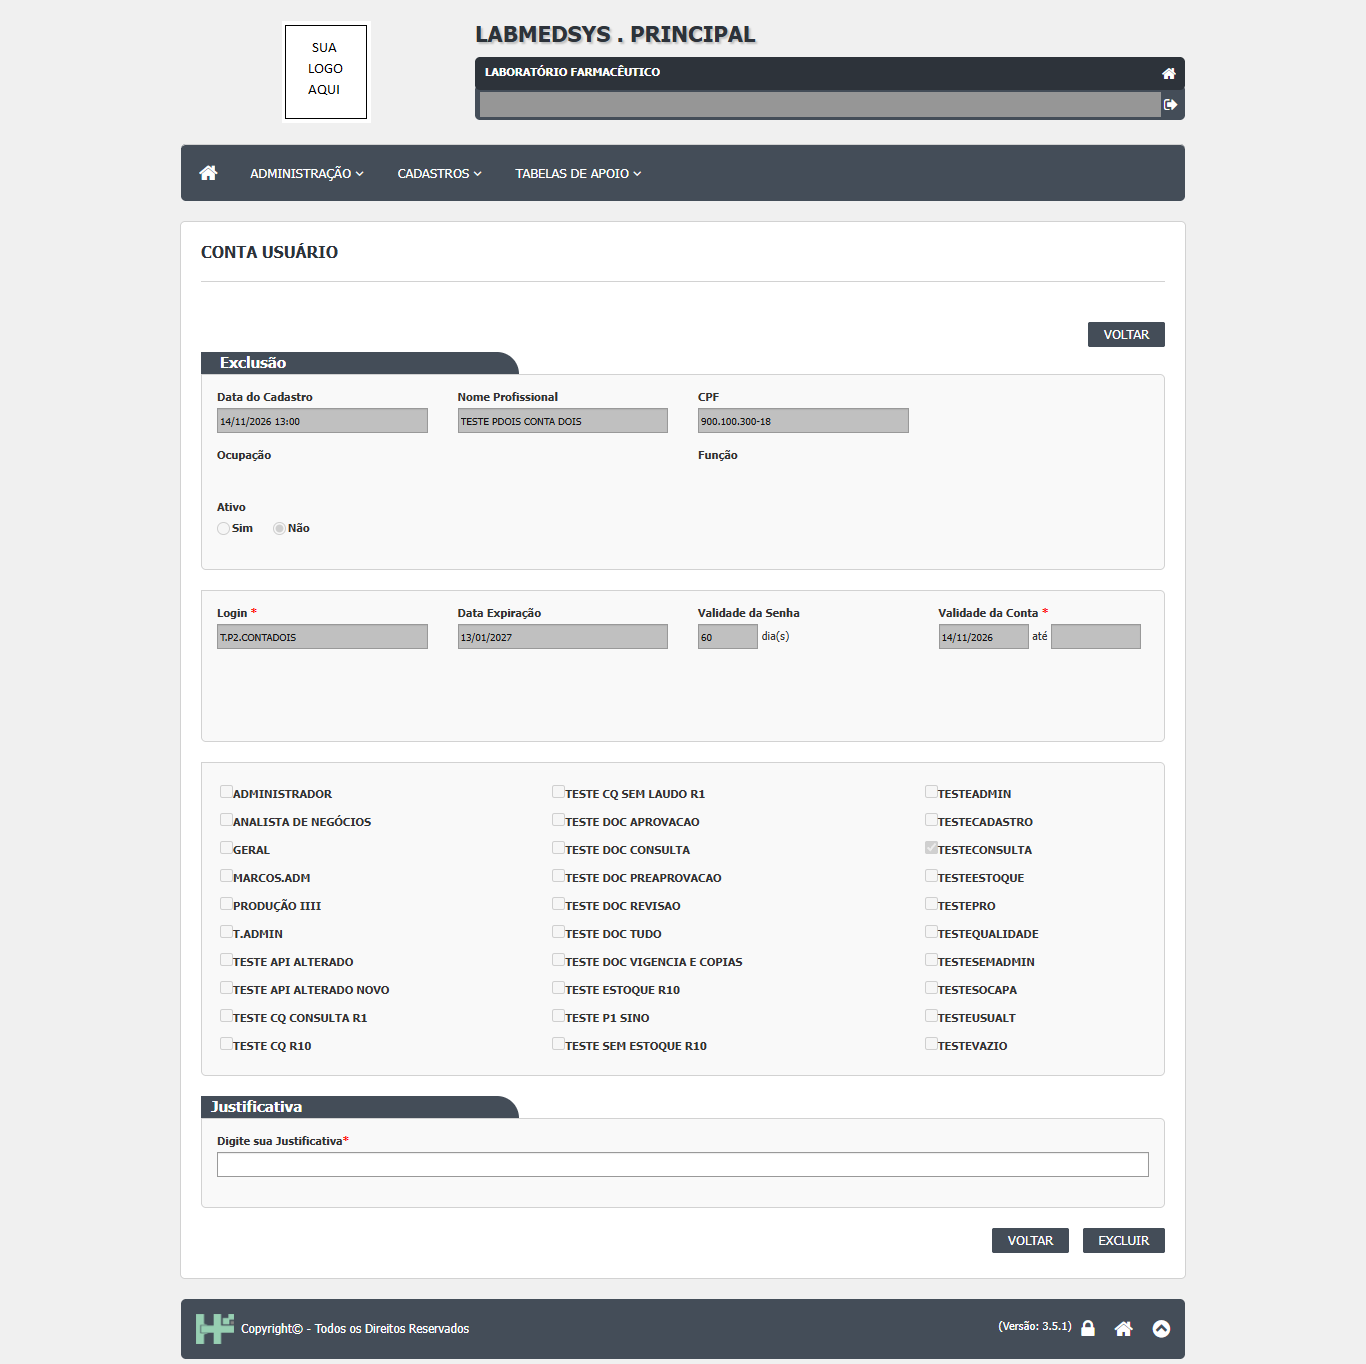 SUA
LOGO
AQUI
LABMEDSYS . PRINCIPAL
LABORATÓRIO FARMACÊUTICO
ADMINISTRAÇÃO CADASTROS TABELAS DE APOIO
CONTA USUÁRIO
VOLTAR
Exclusão
Data do Cadastro Nome Profissional CPF
14/11/2026 13:00 TESTE PDOIS CONTA DOIS 900.100.300-18
Ocupação Função
Ativo
Sim Não
Login * Data Expiração Validade da Senha Validade da Conta *
T.P2.CONTADOIS 13/01/2027 60 dia(s) 14/11/2026 até
ADMINISTRADOR TESTE CQ SEM LAUDO R1 TESTEADMIN
ANALISTA DE NEGÓCIOS TESTE DOC APROVACAO TESTECADASTRO
GERAL TESTE DOC CONSULTA TESTECONSULTA
MARCOS.ADM TESTE DOC PREAPROVACAO TESTEESTOQUE
PRODUÇÃO IIII TESTE DOC REVISAO TESTEPRO
T.ADMIN TESTE DOC TUDO TESTEQUALIDADE
TESTE API ALTERADO TESTE DOC VIGENCIA E COPIAS TESTESEMADMIN
TESTE API ALTERADO NOVO TESTE ESTOQUE R10 TESTESOCAPA
TESTE CQ CONSULTA R1 TESTE P1 SINO TESTEUSUALT
TESTE CQ R10 TESTE SEM ESTOQUE R10 TESTEVAZIO
Justificativa
Digite sua Justificativa*
VOLTAR EXCLUIR
Copyright© - Todos os Direitos Reservados (Versão: 3.5.1)